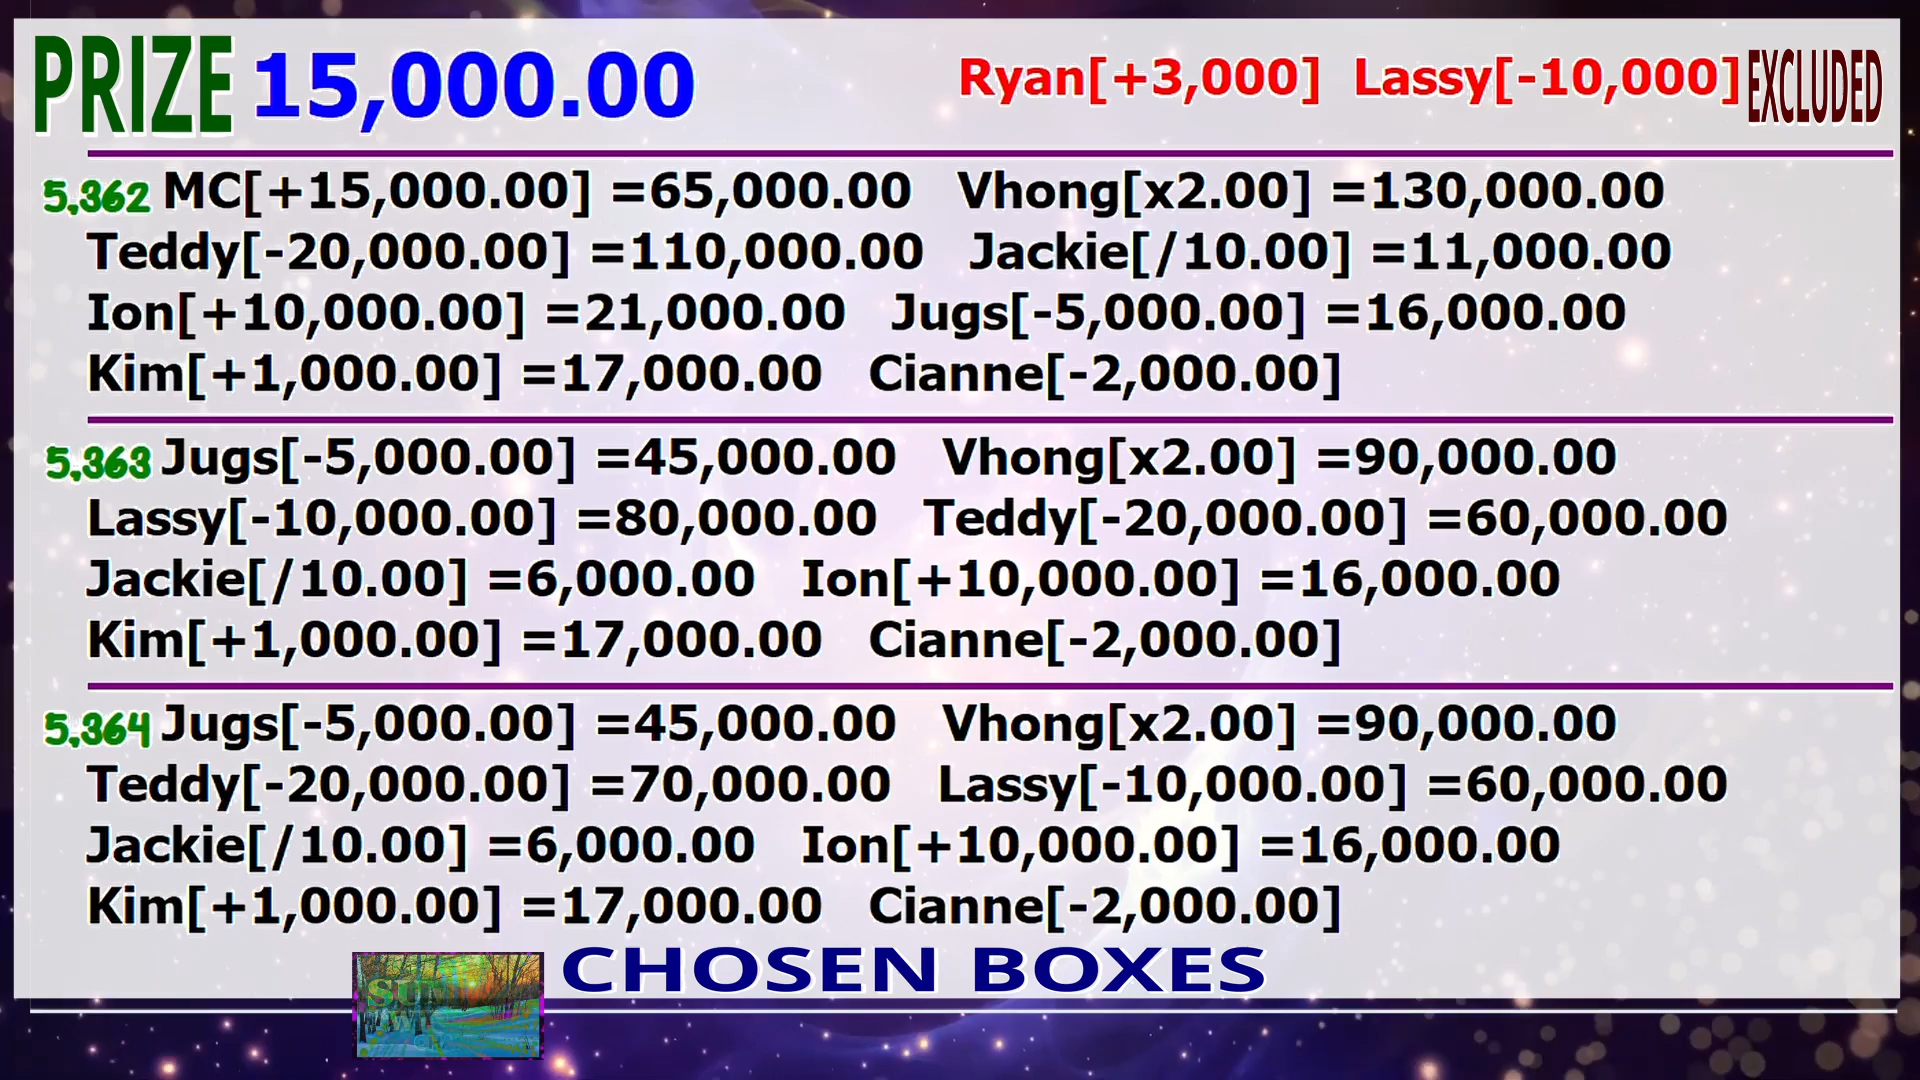 PRIZE 15,000.00 Ryan[+3,000] Lassy[-10,000] EXCLUDED
5,362 MC[+15,000.00] =65,000.00 Vhong[x2.00] =130,000.00
Teddy[-20,000.00] =110,000.00 Jackie[/10.00] =11,000.00
Ion[+10,000.00] =21,000.00 Jugs[-5,000.00] =16,000.00
Kim[+1,000.00] =17,000.00 Cianne[-2,000.00]
5,363 Jugs[-5,000.00] =45,000.00 Vhong[x2.00] =90,000.00
Lassy[-10,000.00] =80,000.00 Teddy[-20,000.00] =60,000.00
Jackie[/10.00] =6,000.00 Ion[+10,000.00] =16,000.00
Kim[+1,000.00] =17,000.00 Cianne[-2,000.00]
5,364 Jugs[-5,000.00] =45,000.00 Vhong[x2.00] =90,000.00
Teddy[-20,000.00] =70,000.00 Lassy[-10,000.00] =60,000.00
Jackie[/10.00] =6,000.00 Ion[+10,000.00] =16,000.00
Kim[+1,000.00] =17,000.00 Cianne[-2,000.00]
CHOSEN BOXES